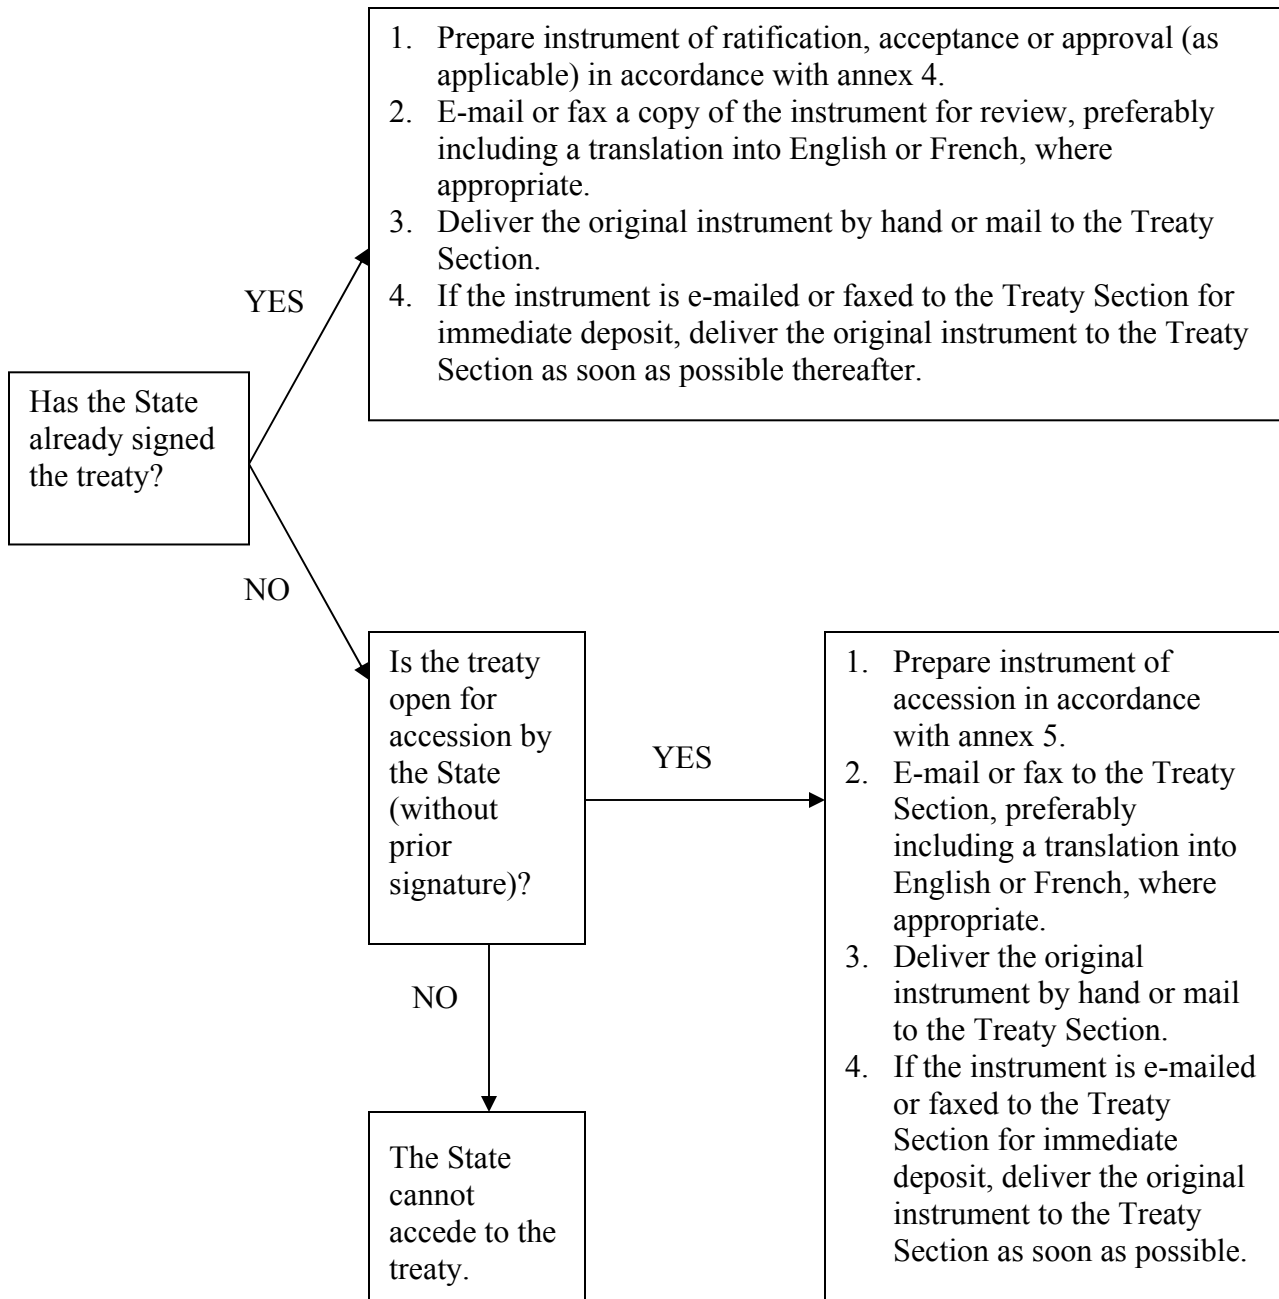 1. Prepare instrument of ratification, acceptance or approval (as
applicable) in accordance with annex 4.
2. E-mail or fax a copy of the instrument for review, preferably
including a translation into English or French, where
appropriate.
3. Deliver the original instrument by hand or mail to the Treaty
Section.
4. If the instrument is e-mailed or faxed to the Treaty Section for
immediate deposit, deliver the original instrument to the Treaty
Section as soon as possible thereafter.
YES
Has the State
already signed
the treaty?
NO
Is the treaty
open for
accession by
the State
(without
prior
signature)?
YES
1. Prepare instrument of
accession in accordance
with annex 5.
2. E-mail or fax to the Treaty
Section, preferably
including a translation into
English or French, where
appropriate.
3. Deliver the original
instrument by hand or mail
to the Treaty Section.
4. If the instrument is e-mailed
or faxed to the Treaty
Section for immediate
deposit, deliver the original
instrument to the Treaty
Section as soon as possible.
NO
The State
cannot
accede to the
treaty.